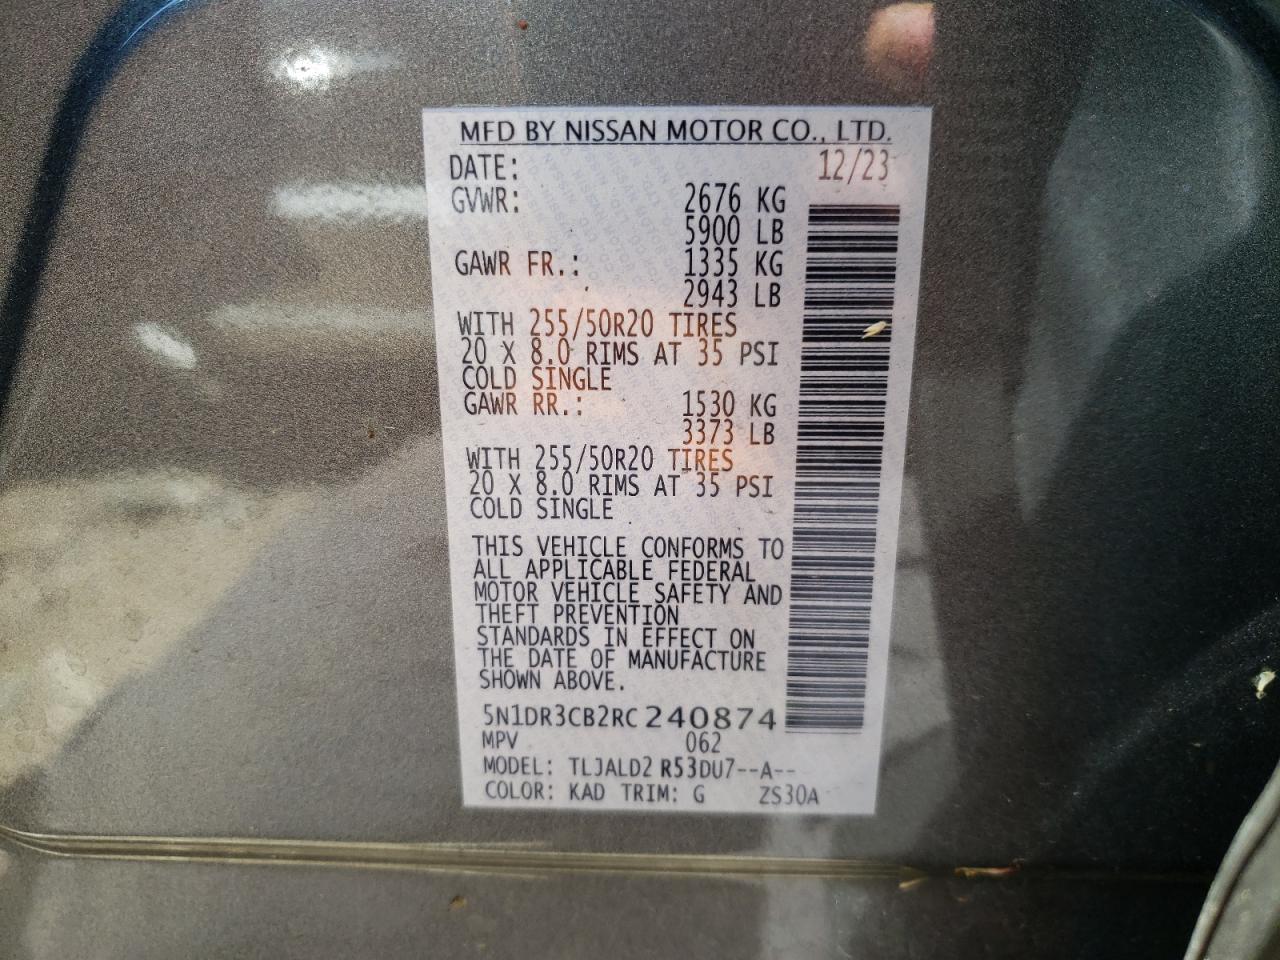 MFD BY NISSAN MOTOR CO., LTD.
DATE: 12/23
GVWR: 2676 KG
5900 LB
GAWR FR.: 1335 KG
2943 LB
WITH 255/50R20 TIRES
20 X 8.0 RIMS AT 35 PSI
COLD SINGLE
GAWR RR.: 1530 KG
3373 LB
WITH 255/50R20 TIRES
20 X 8.0 RIMS AT 35 PSI
COLD SINGLE
THIS VEHICLE CONFORMS TO
ALL APPLICABLE FEDERAL
MOTOR VEHICLE SAFETY AND
THEFT PREVENTION
STANDARDS IN EFFECT ON
THE DATE OF MANUFACTURE
SHOWN ABOVE.
5N1DR3CB2RC240874
MPV 062
MODEL: TLJALD2 R53DU7--A--
COLOR: KAD TRIM: G ZS30A